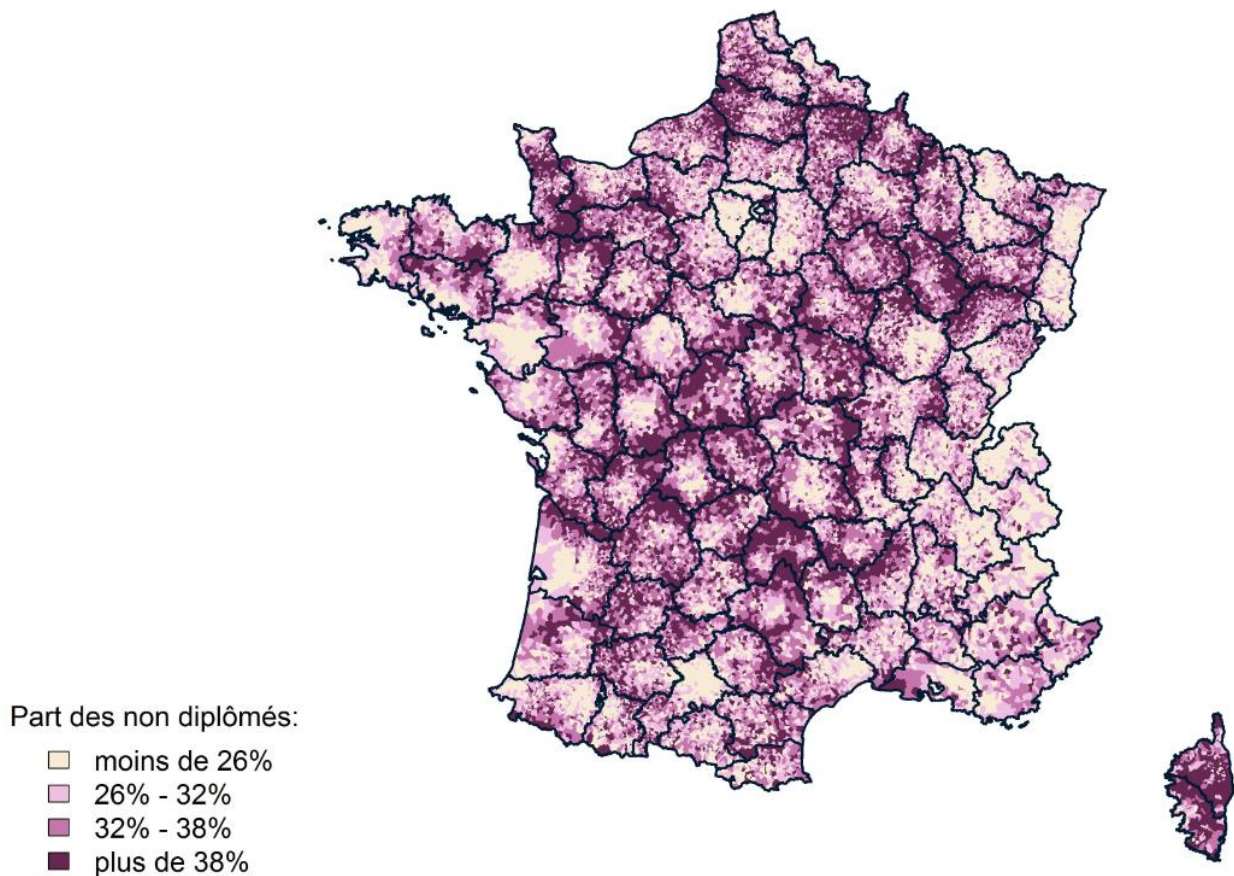 Part des non diplômés:
moins de 26%
26% - 32%
32% - 38%
plus de 38%